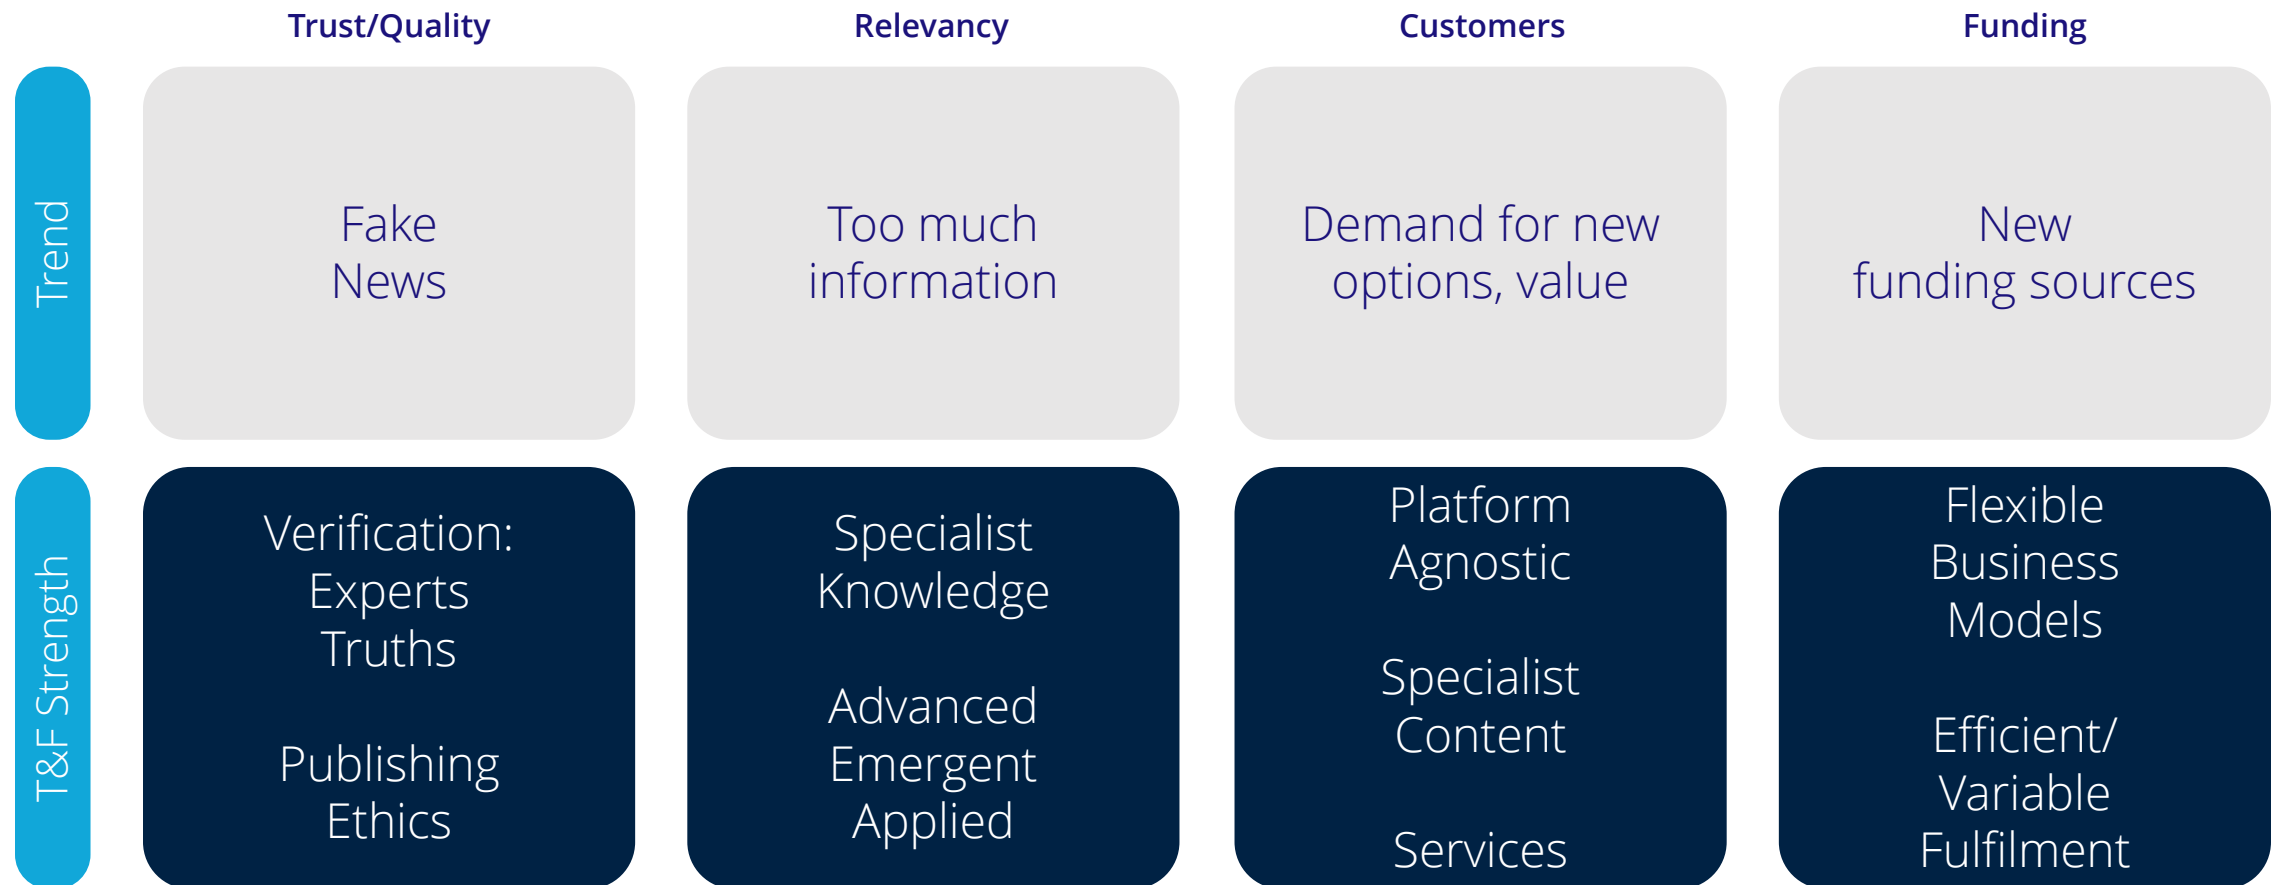 Trust/Quality
Relevancy
Customers
Funding
Trend
Fake
News
Too much
information
Demand for new
options, value
New
funding sources
T&F Strength
Verification:
Experts
Truths
Publishing
Ethics
Specialist
Knowledge
Advanced
Emergent
Applied
Platform
Agnostic
Specialist
Content
Services
Flexible
Business
Models
Efficient/
Variable
Fulfilment